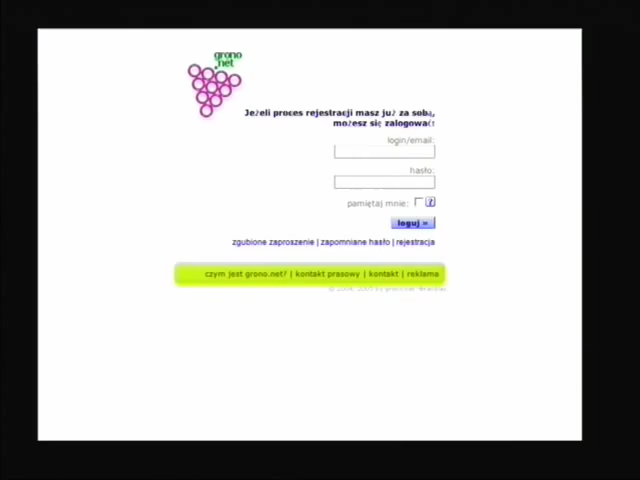 grono
.net
Jeżeli proces rejestracji masz już za sobą,
możesz się zalogować:
login/email:
hasło:
pamiętaj mnie:
?
loguj »
zgubione zaproszenie | zapomniane hasło | rejestracja
czym jest grono.net? | kontakt prasowy | kontakt | reklama